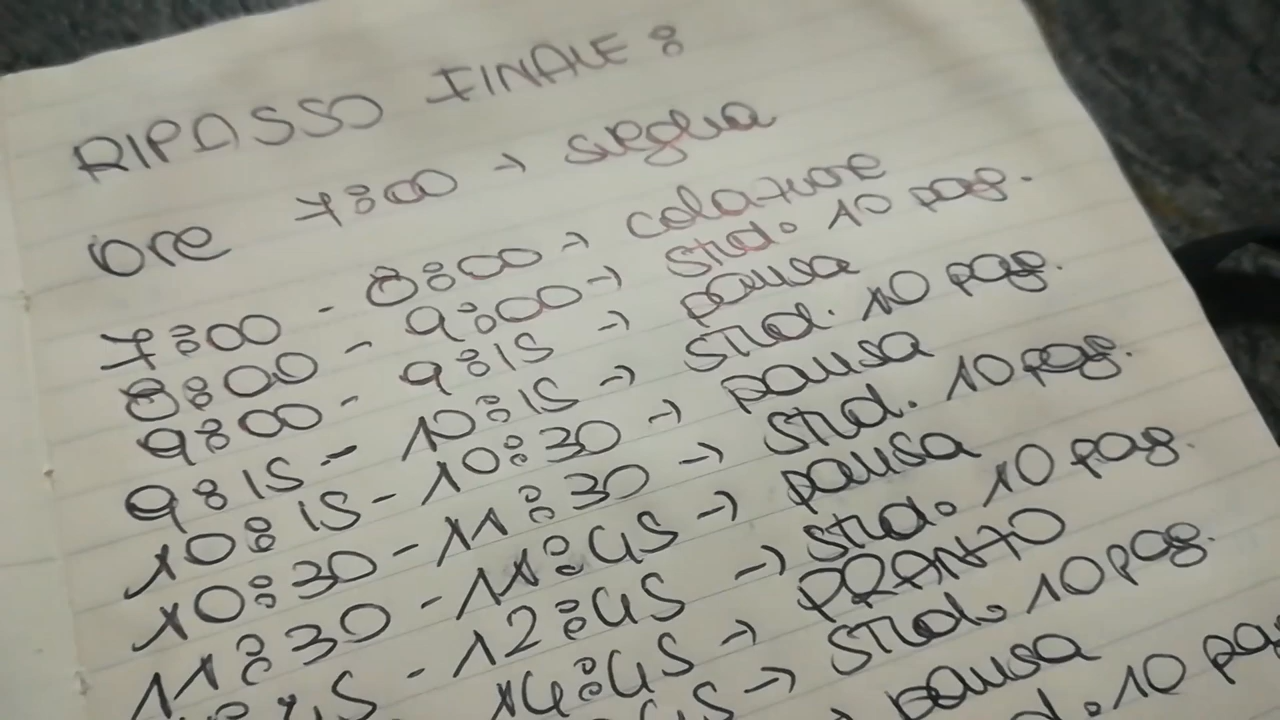 RIPASSO FINALE:
ore 7:00 → sveglia
7:00 - 8:00 → colazione
8:00 - 9:00 → stud. 10 pag.
9:00 - 9:15 → pausa
9:15 - 10:15 → stud. 10 pag.
10:15 - 10:30 → pausa
10:30 - 11:30 → stud. 10 pag.
11:30 - 11:45 → pausa
- 12:45 → stud. 10 pag.
14:45 → PRANZO
→ stud. 10 pag.
pausa
10